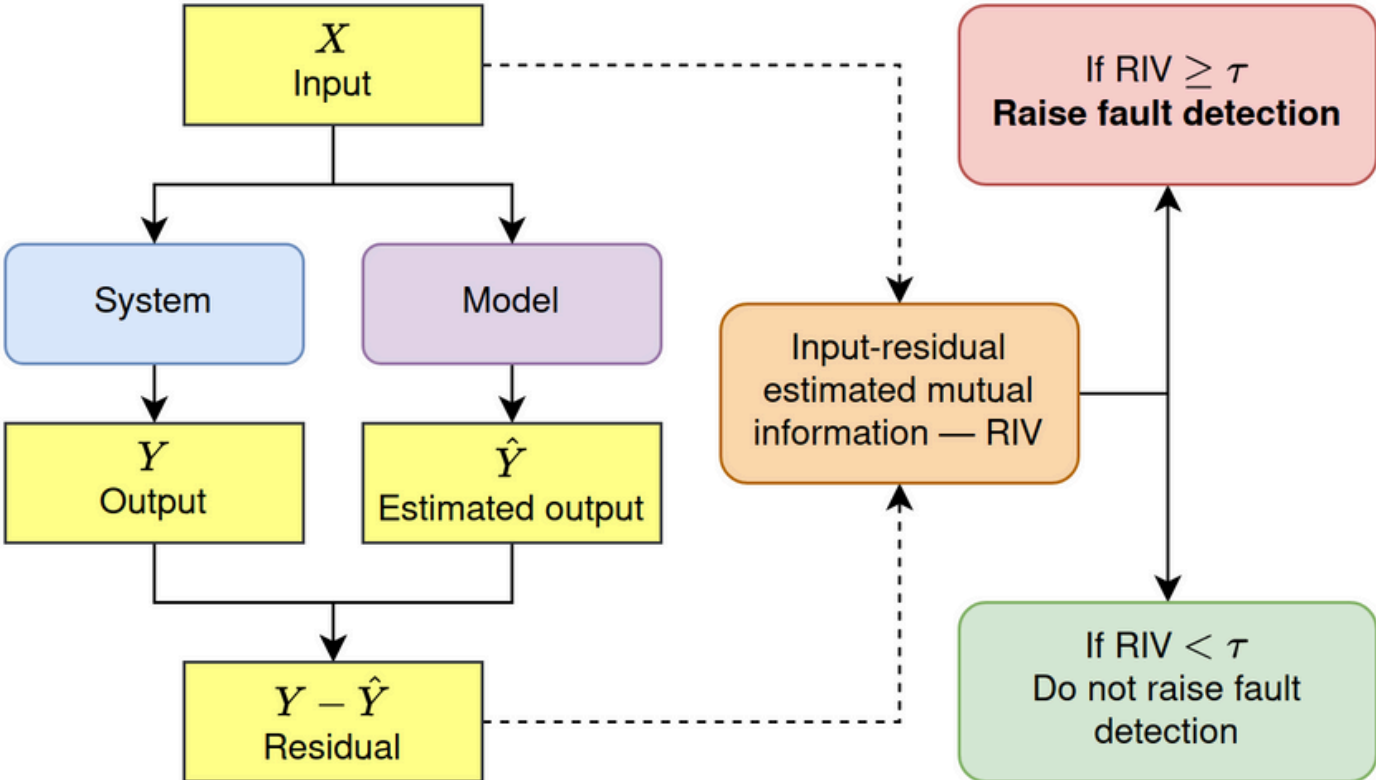 X
Input
If RIV ≥ τ
Raise fault detection
System
Model
Input-residual
estimated mutual
information — RIV
Y
Output
Ŷ
Estimated output
Y − Ŷ
Residual
If RIV < τ
Do not raise fault
detection